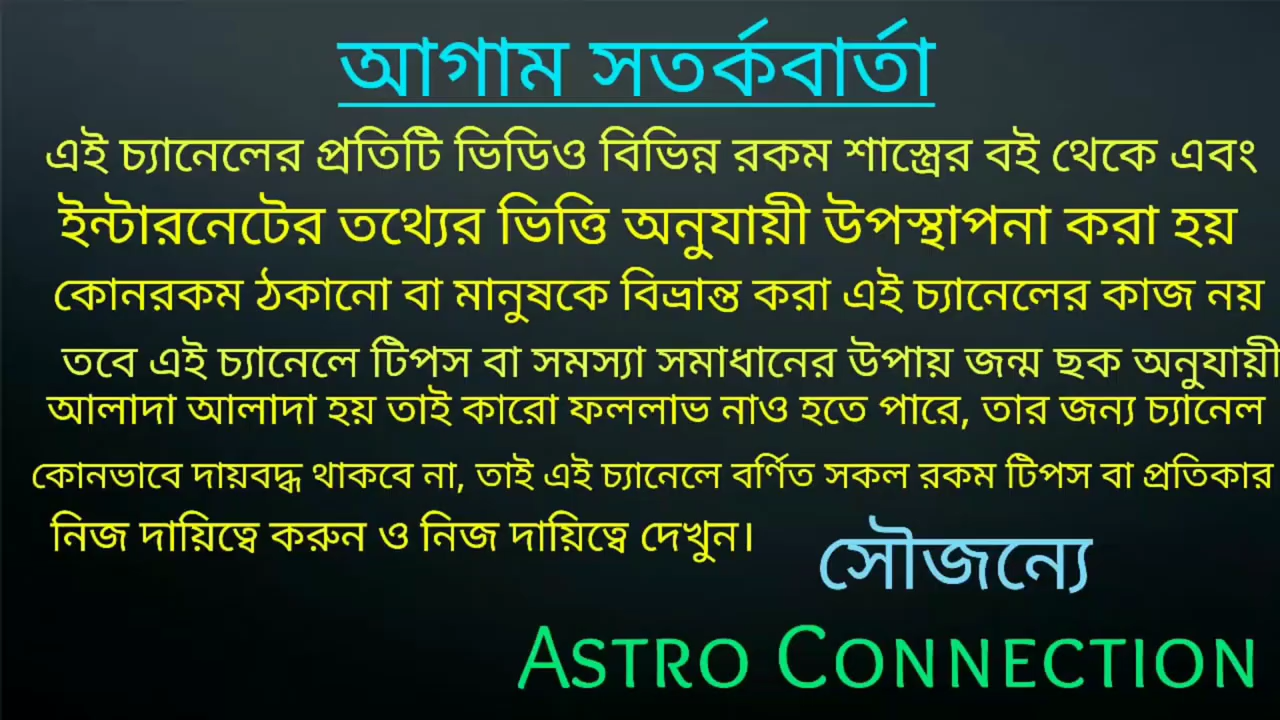 আগাম সতর্কবার্তা
এই চ্যানেলের প্রতিটি ভিডিও বিভিন্ন রকম শাস্ত্রের বই থেকে এবং
ইন্টারনেটের তথ্যের ভিত্তি অনুযায়ী উপস্থাপনা করা হয়
কোনরকম ঠকানো বা মানুষকে বিভ্রান্ত করা এই চ্যানেলের কাজ নয়
তবে এই চ্যানেলে টিপস বা সমস্যা সমাধানের উপায় জন্ম ছক অনুযায়ী
আলাদা আলাদা হয় তাই কারো ফললাভ নাও হতে পারে, তার জন্য চ্যানেল
কোনভাবে দায়বদ্ধ থাকবে না, তাই এই চ্যানেলে বর্ণিত সকল রকম টিপস বা প্রতিকার
নিজ দায়িত্বে করুন ও নিজ দায়িত্বে দেখুন।
সৌজন্যে
ASTRO CONNECTION